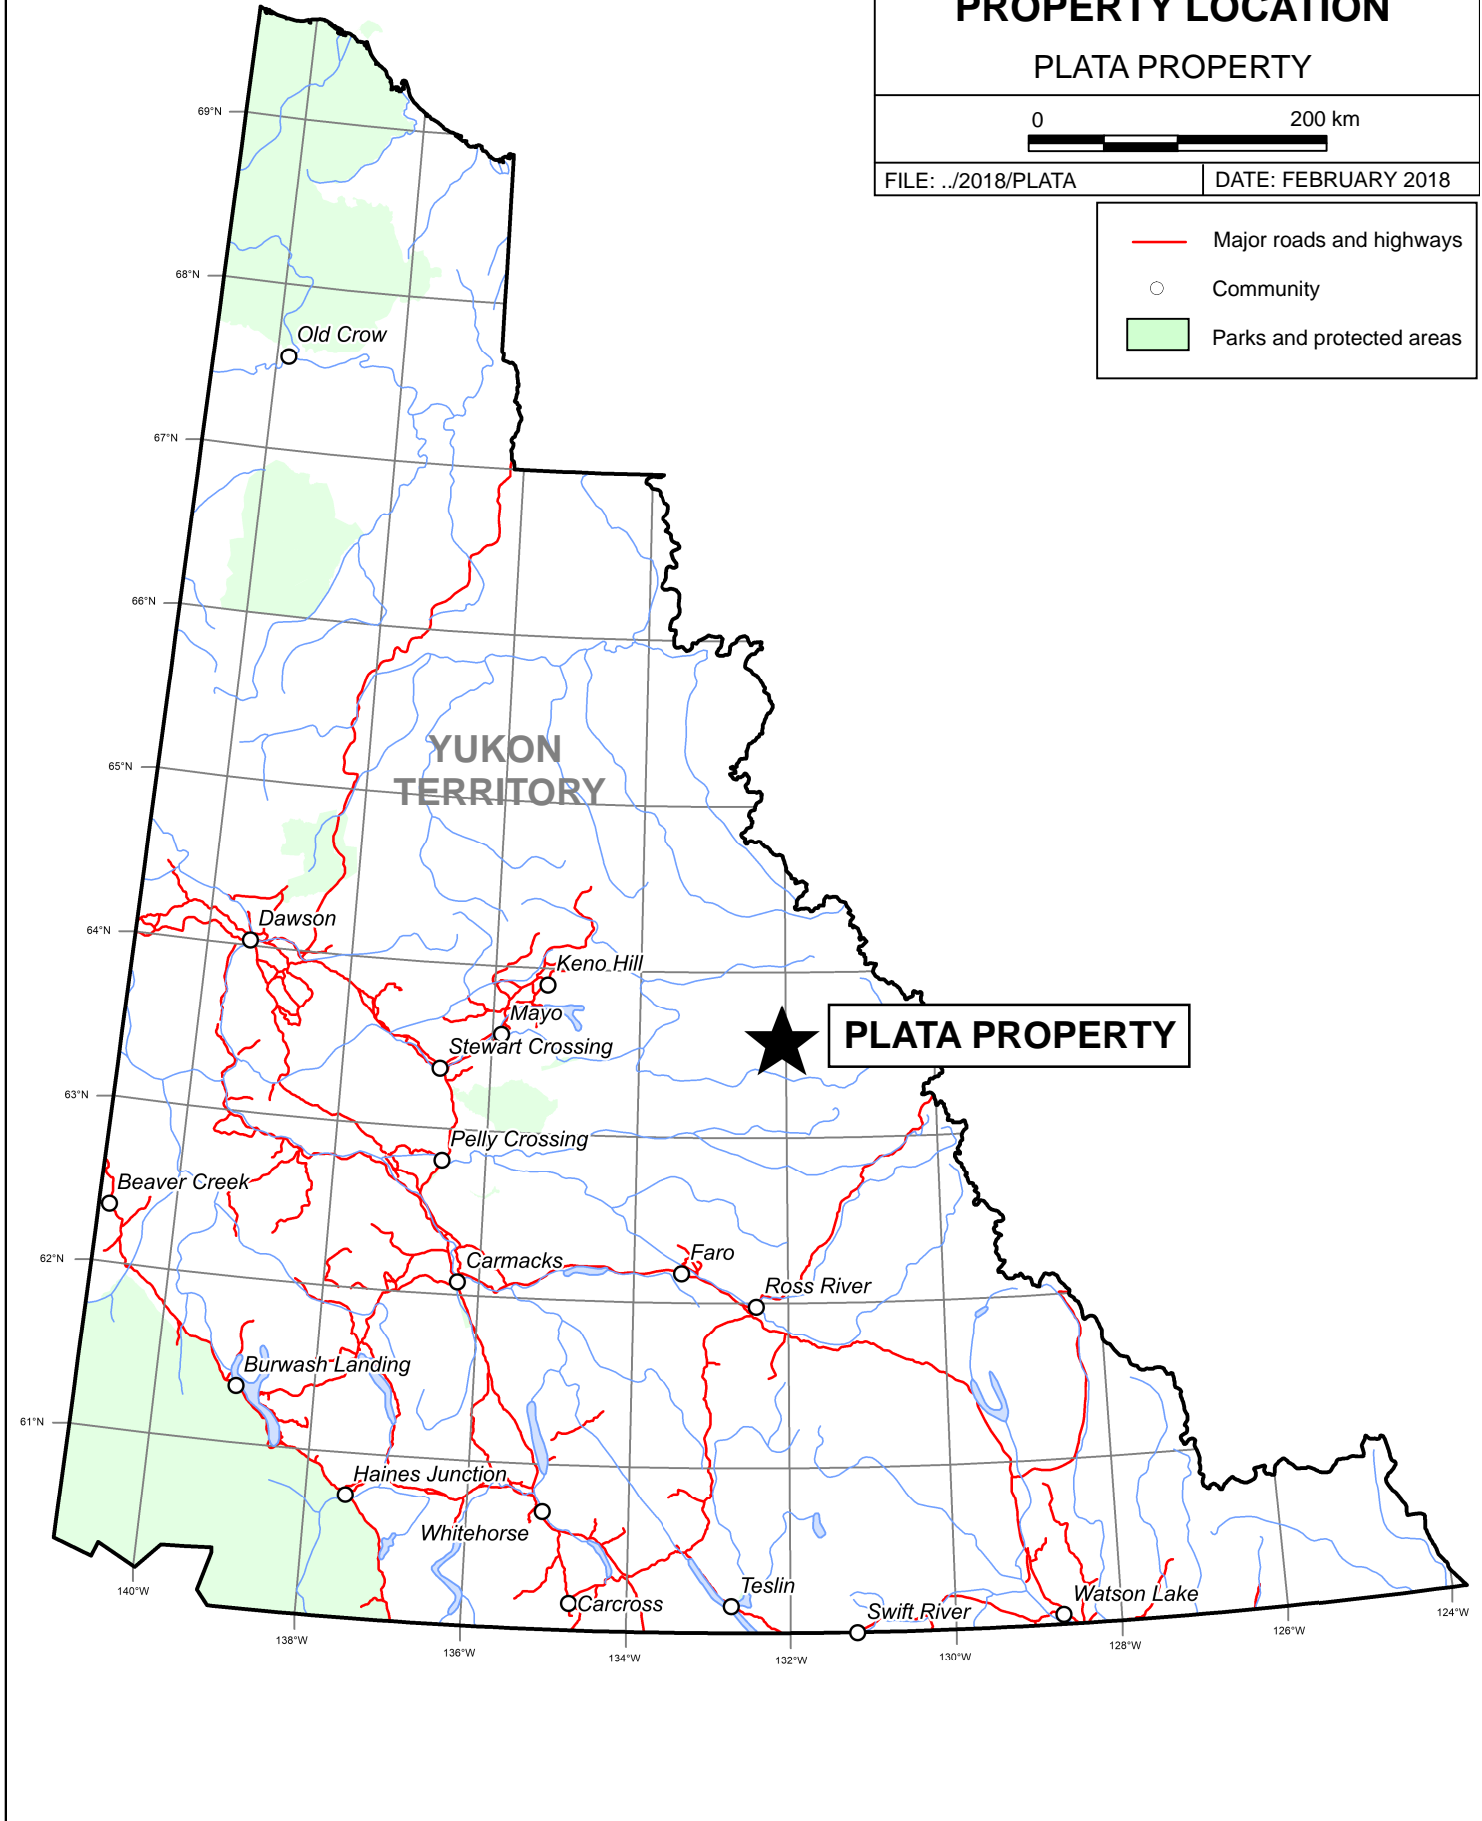 PROPERTY LOCATION
PLATA PROPERTY
0 200 km
FILE: ../2018/PLATA DATE: FEBRUARY 2018
Major roads and highways
Community
Parks and protected areas
69°N
68°N
Old Crow
67°N
66°N
65°N
YUKON
TERRITORY
64°N
Dawson
Keno Hill
Mayo
PLATA PROPERTY
Stewart Crossing
63°N
Pelly Crossing
Beaver Creek
62°N
Carmacks
Faro
Ross River
Burwash Landing
61°N
Haines Junction
Whitehorse
Teslin
Carcross
Swift River
Watson Lake
140°W
138°W
136°W
134°W
132°W
130°W
128°W
126°W
124°W